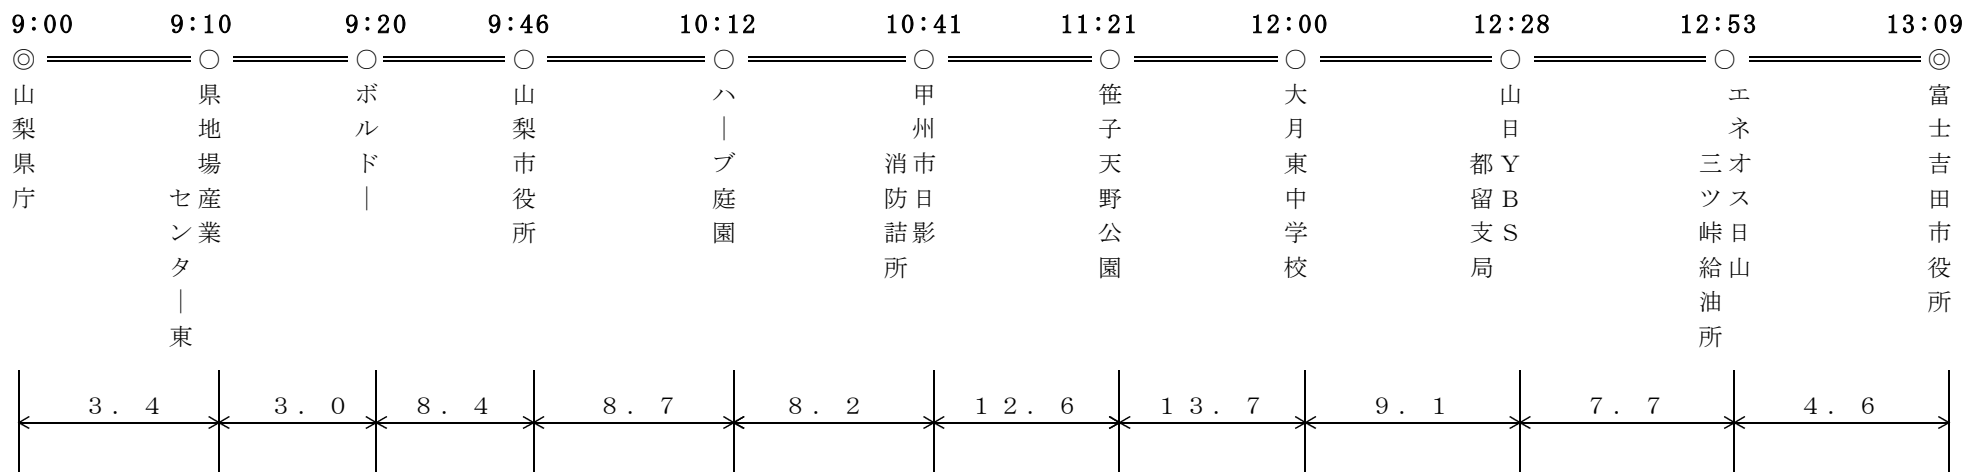 9:00 9:10 9:20 9:46 10:12 10:41 11:21 12:00 12:28 12:53 13:09
◎ ○ ○ ○ ○ ○ ○ ○ ○ ○ ◎
山梨県庁
県地場産業
センター東
ボルドー
山梨市役所
ハーブ庭園
甲州市日影
消防詰所
笹子天野公園
大月東中学校
山日YBS
都留支局
エネオス日山
三ツ峠給油所
富士吉田市役所
3.4 3.0 8.4 8.7 8.2 12.6 13.7 9.1 7.7 4.6